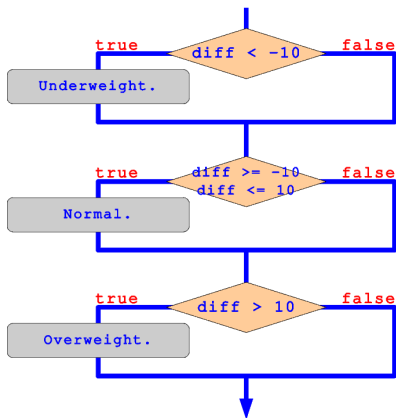 true
false
diff < -10
Underweight.
true
false
diff >= -10
diff <= 10
Normal.
true
false
diff > 10
Overweight.